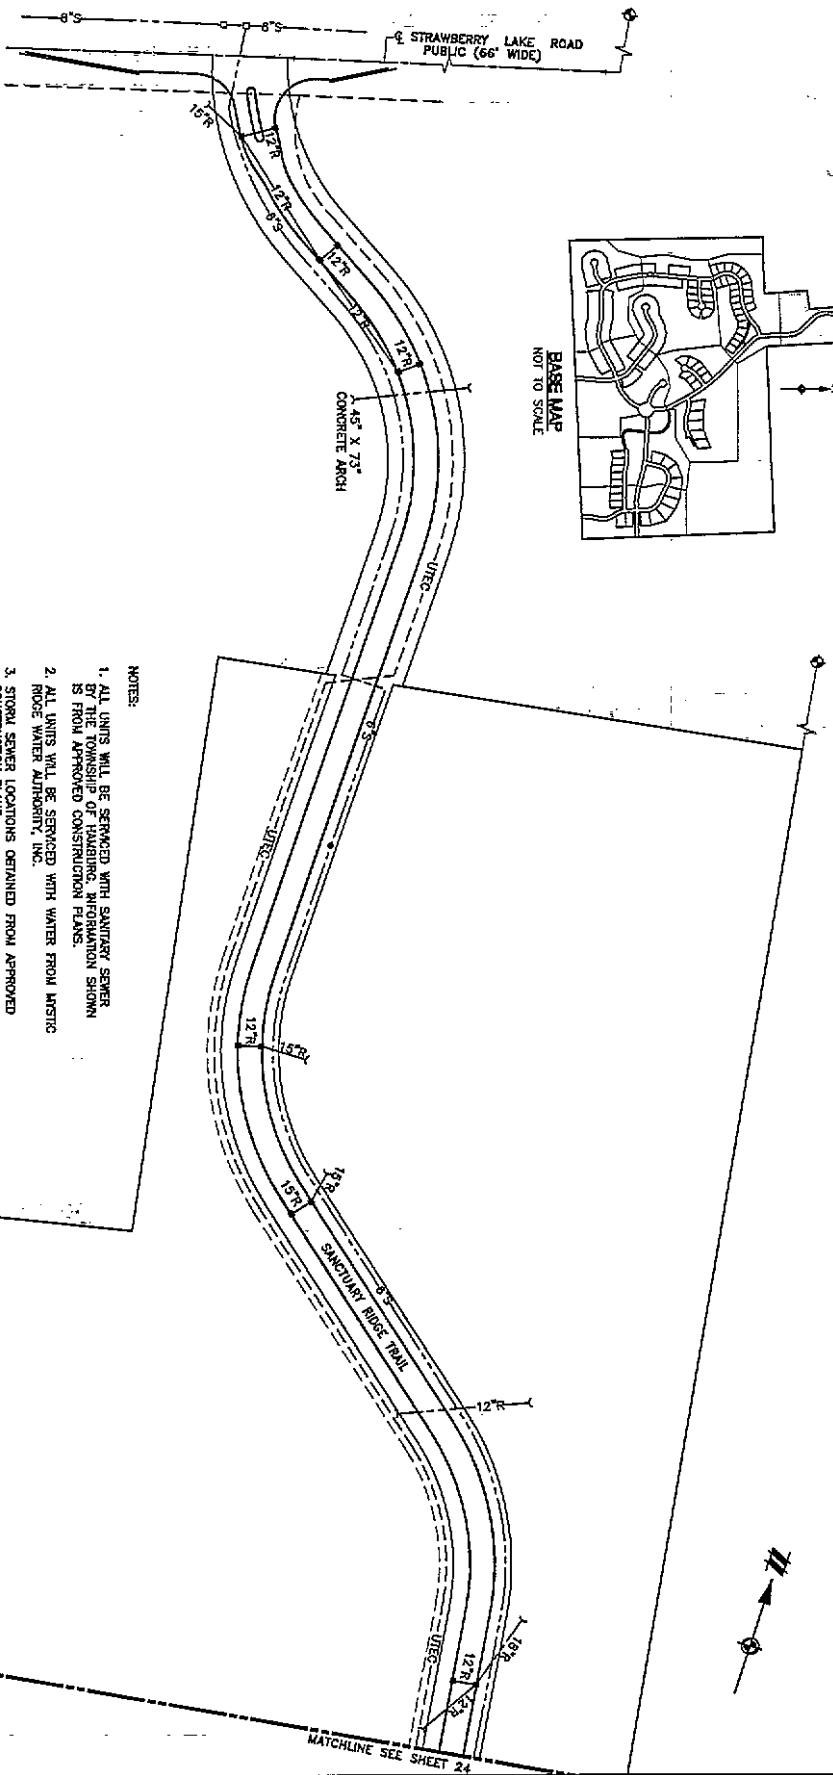 8"S
8"S
℄ STRAWBERRY LAKE ROAD
PUBLIC (66' WIDE)
15"R
12"R
12"R
8"S
12"R
12"R
12"R
45" X 73"
CONCRETE ARCH
BASE MAP
NOT TO SCALE
UTEC
8"S
UTEC
NOTES:
1. ALL UNITS WILL BE SERVICED WITH SANITARY SEWER
BY THE TOWNSHIP OF HAMBURG. INFORMATION SHOWN
IS FROM APPROVED CONSTRUCTION PLANS.
2. ALL UNITS WILL BE SERVICED WITH WATER FROM MYSTIC
RIDGE WATER AUTHORITY, INC.
3. STORM SEWER LOCATIONS OBTAINED FROM APPROVED
12"R
15"R
15"R
15"R
SANCTUARY RIDGE TRAIL
8"S
12"R
N
18"R
12"R
12"R
UTEC
MATCHLINE SEE SHEET 24